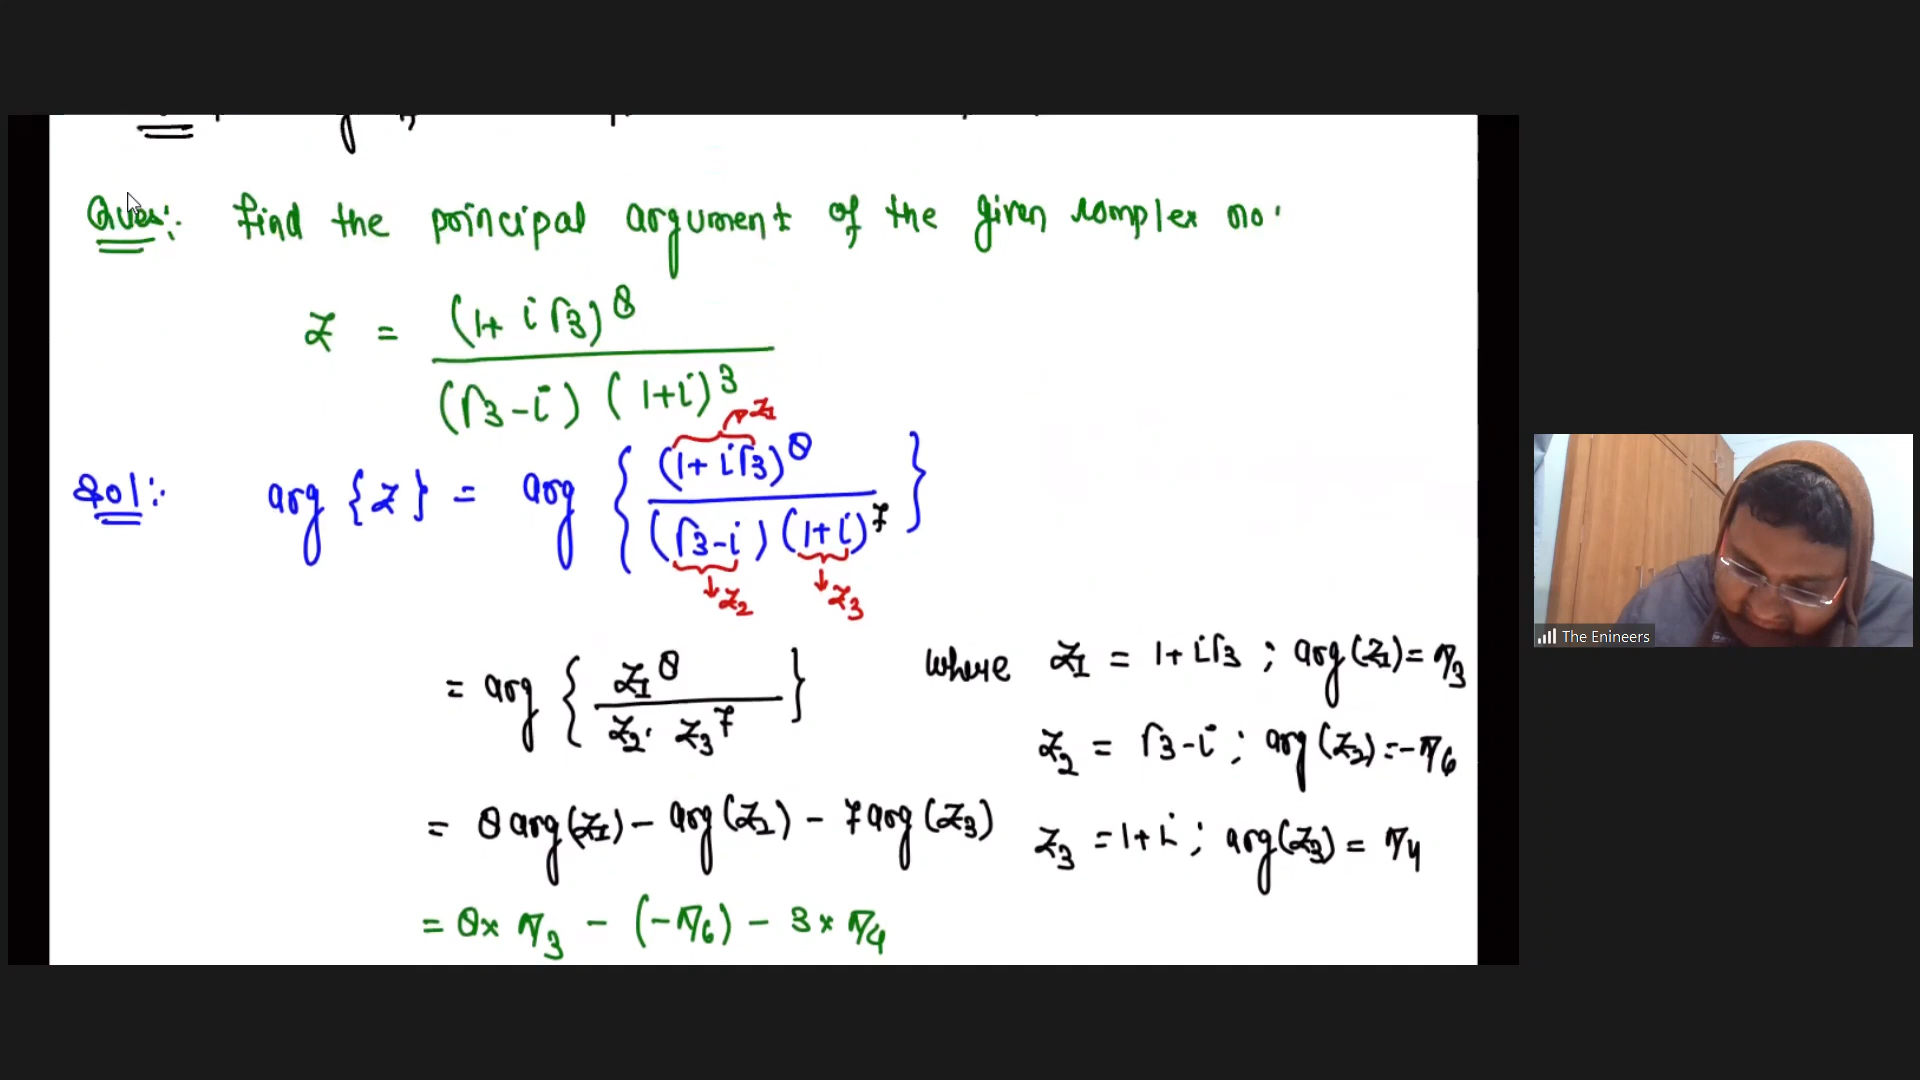 Ques:. find the poincipal argument of the given complex no.
z = (1+ i√3)^8 / (√3-i) (1+i)^3
Sol:. arg {z} = arg { (1+i√3)^8 / (√3-i) (1+i)^7 }
z1
z2 z3
= arg { z1^8 / z2. z3^7 } where z1 = 1+i√3 ; arg(z1)= π/3
z2 = √3-i ; arg(z2)=-π/6
= 8 arg(z1) - arg(z2) - 7 arg(z3) z3 =1+i ; arg(z3)= π/4
= 8× π/3 - (-π/6) - 3× π/4
The Enineers